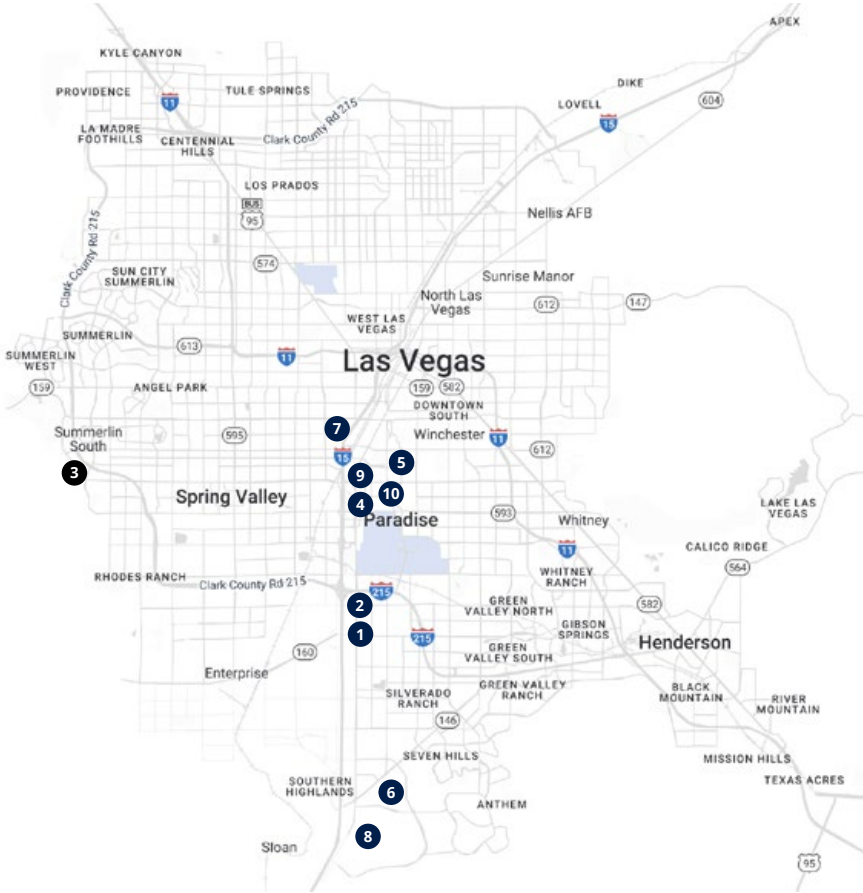 APEX
KYLE CANYON
DIKE
PROVIDENCE
TULE SPRINGS
11
LOVELL
604
Clark County Rd 215
15
LA MADRE
FOOTHILLS
CENTENNIAL
HILLS
LOS PRADOS
BUS
95
Nellis AFB
Clark County Rd 215
574
SUN CITY
SUMMERLIN
Sunrise Manor
North Las
Vegas
612
147
WEST LAS
VEGAS
SUMMERLIN
613
11
Las Vegas
SUMMERLIN
WEST
159
ANGEL PARK
159
582
DOWNTOWN
SOUTH
7
Summerlin
South
595
Winchester
11
612
15
5
3
9
10
Spring Valley
4
LAKE LAS
VEGAS
Paradise
593
Whitney
11
CALICO RIDGE
564
RHODES RANCH
Clark County Rd 215
WHITNEY
RANCH
215
2
GREEN
VALLEY NORTH
582
1
215
GIBSON
SPRINGS
Henderson
160
GREEN
VALLEY SOUTH
Enterprise
GREEN VALLEY
RANCH
SILVERADO
RANCH
BLACK
MOUNTAIN
RIVER
MOUNTAIN
146
SEVEN HILLS
MISSION HILLS
SOUTHERN
HIGHLANDS
6
TEXAS ACRES
ANTHEM
8
Sloan
95